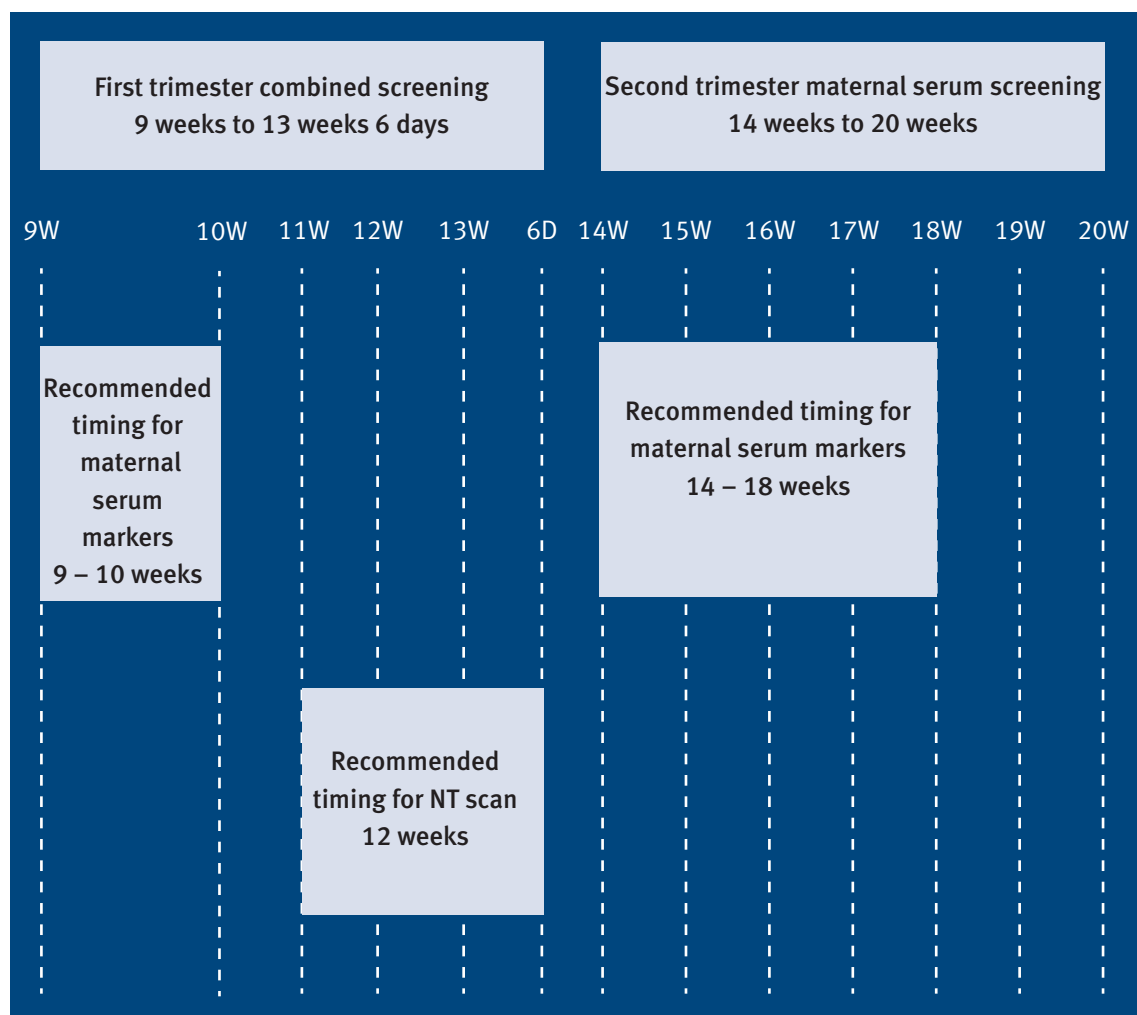 First trimester combined screening
9 weeks to 13 weeks 6 days
Second trimester maternal serum screening
14 weeks to 20 weeks
9W 10W 11W 12W 13W 6D 14W 15W 16W 17W 18W 19W 20W
Recommended
timing for
maternal
serum
markers
9 – 10 weeks
Recommended timing for
maternal serum markers
14 – 18 weeks
Recommended
timing for NT scan
12 weeks